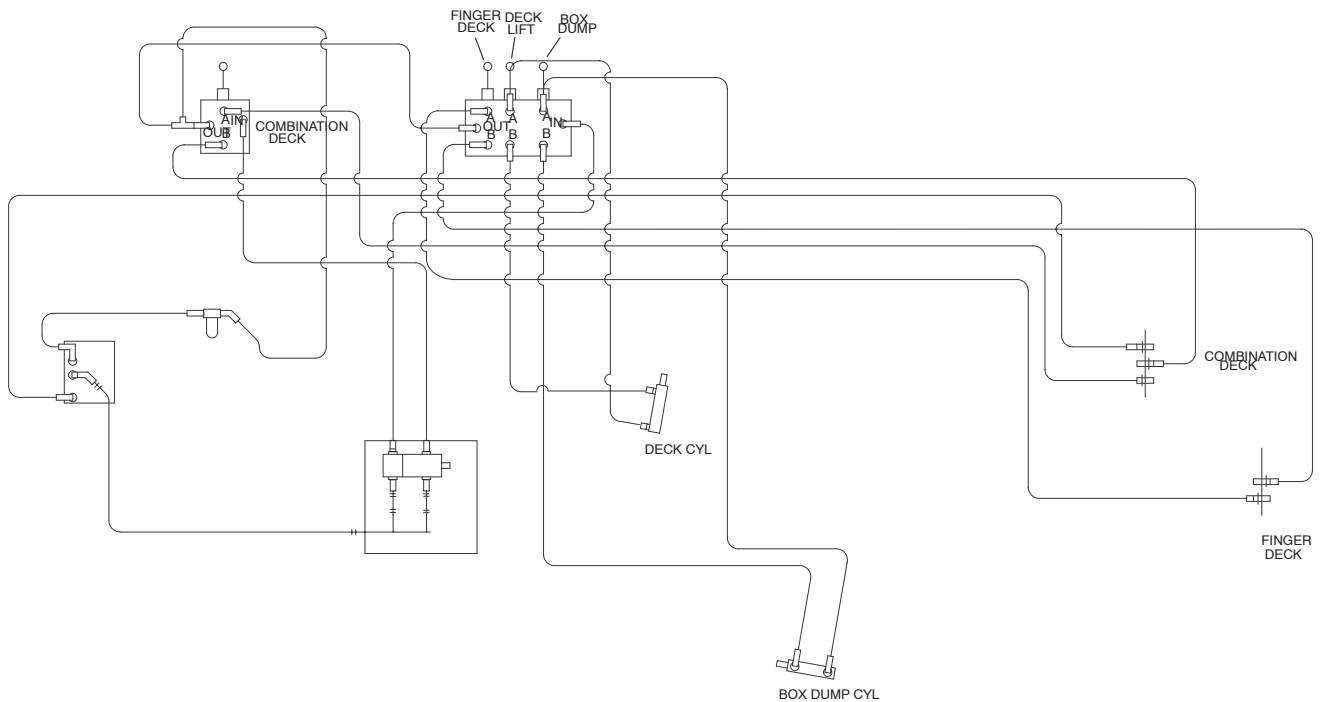 FINGER
DECK
DECK
LIFT
BOX
DUMP
A
IN
OUT
B
COMBINATION
DECK
A
A
A
OUT
IN
B
B
B
COMBINATION
DECK
DECK CYL
FINGER
DECK
BOX DUMP CYL